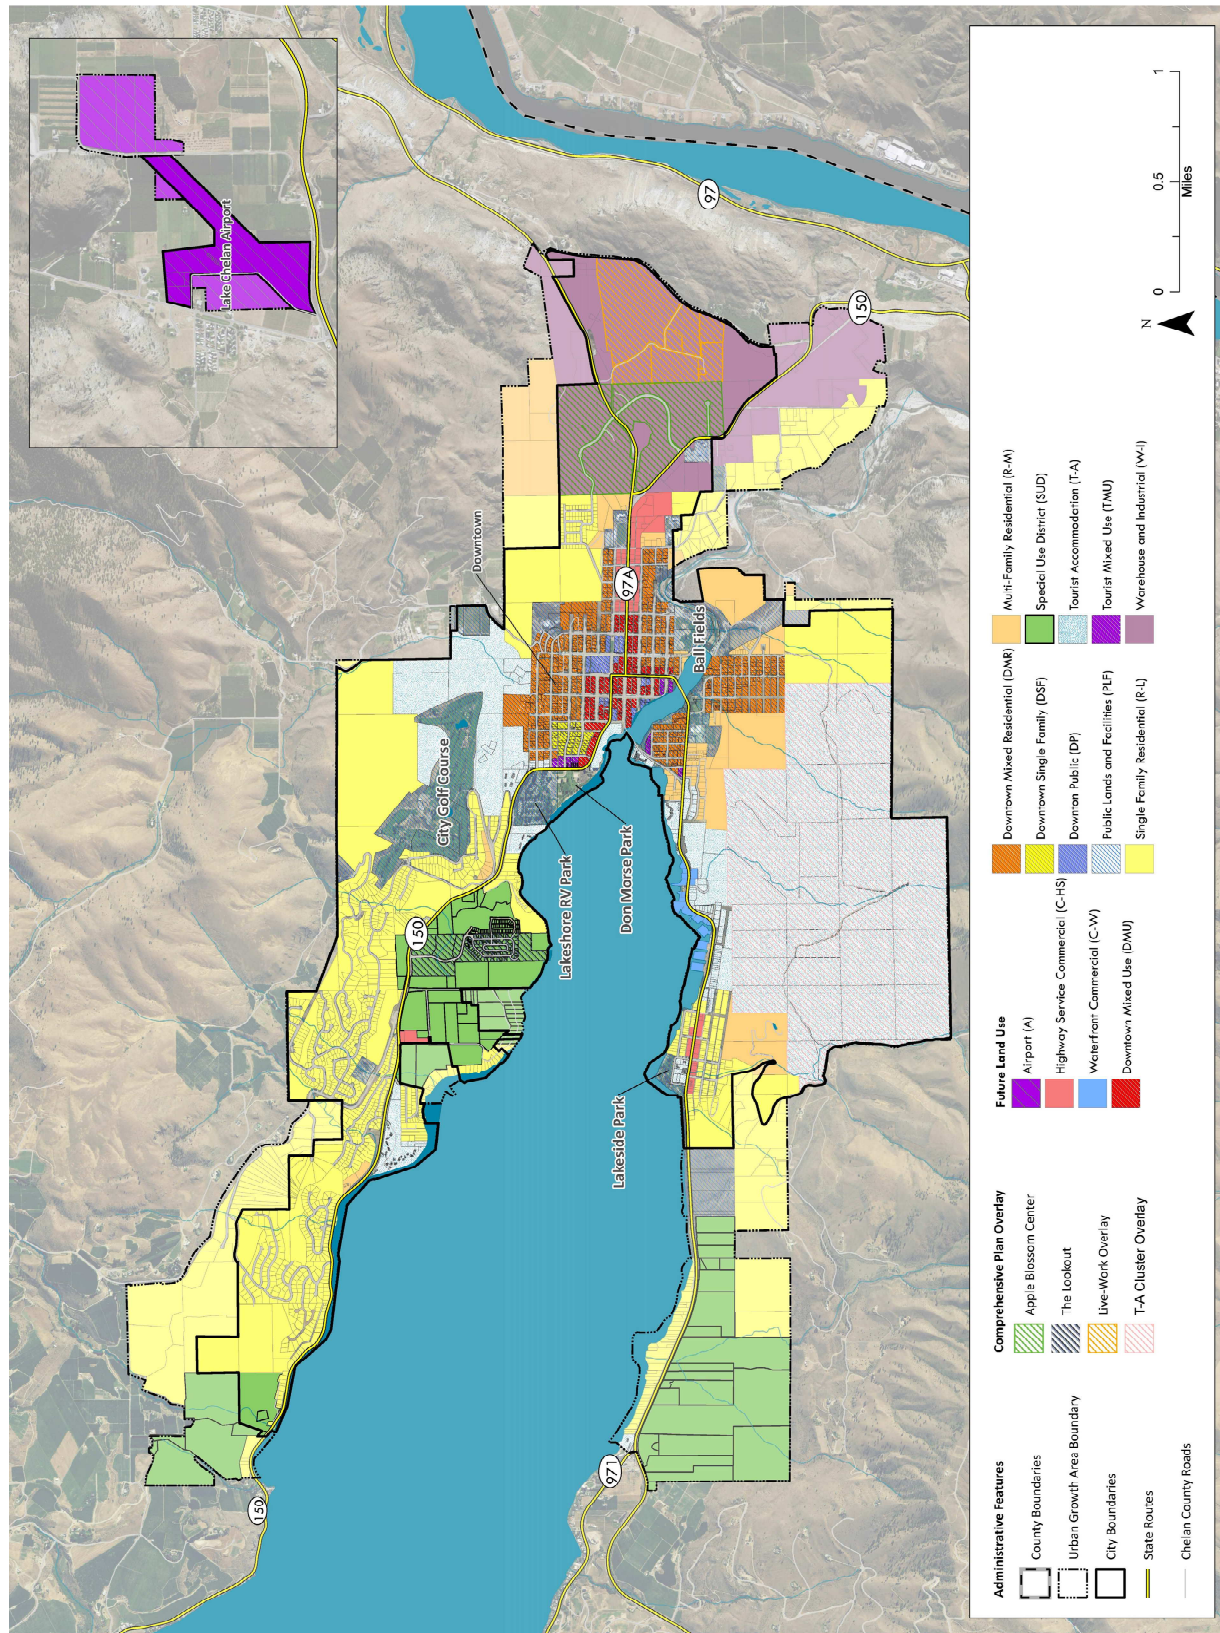 Lake Chelan Airport
97
150
Downtown
97A
Ball Fields
City Golf Course
150
Lakeshore RV Park
Don Morse Park
Lakeside Park
971
150
Administrative Features
County Boundaries
Urban Growth Area Boundary
City Boundaries
State Routes
Chelan County Roads
Comprehensive Plan Overlay
Apple Blossom Center
The Lookout
Live-Work Overlay
T-A Cluster Overlay
Future Land Use
Airport (A)
Highway Service Commercial (C-HS)
Waterfront Commercial (C-W)
Downtown Mixed Use (DMU)
Downtown Mixed Residential (DMR)
Downtown Single Family (DSF)
Downton Public (DP)
Public Lands and Facilities (PLF)
Single Family Residential (R-L)
Multi-Family Residential (R-M)
Special Use District (SUD)
Tourist Accommodation (T-A)
Tourist Mixed Use (TMU)
Warehouse and Industrial (W-I)
N
0 0.5 1
Miles